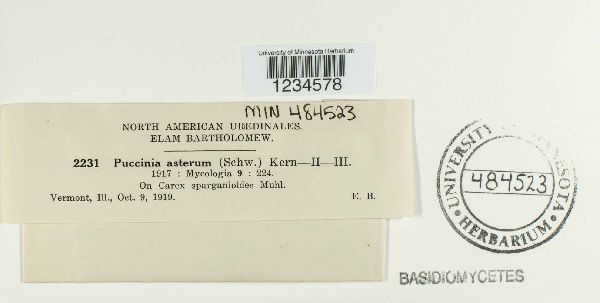 University of Minnesota Herbarium
1234578
MIN 484523
NORTH AMERICAN UREDINALES.
ELAM BARTHOLOMEW.
2231 Puccinia asterum (Schw.) Kern—II—III.
1917 : Mycologia 9 : 224.
On Carex sparganioides Muhl.
Vermont, Ill., Oct. 9, 1919. E. B.
UNIVERSITY OF MINNESOTA
484523
HERBARIUM
BASIDIOMYCETES